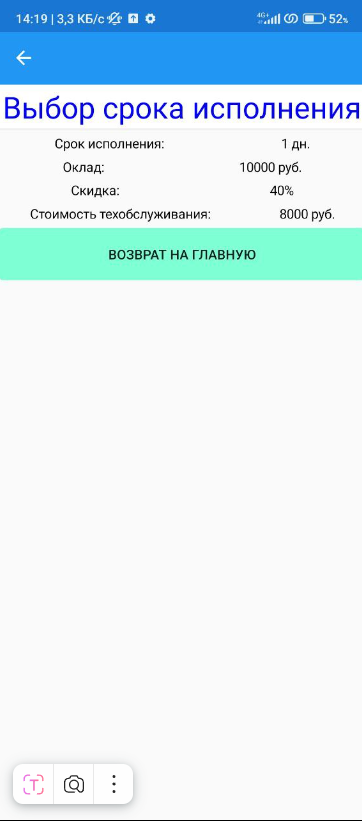 14:19 | 3,3 КБ/с 4G+ 52%
Выбор срока исполнения
Срок исполнения: 1 дн.
Оклад: 10000 руб.
Скидка: 40%
Стоимость техобслуживания: 8000 руб.
ВОЗВРАТ НА ГЛАВНУЮ
T